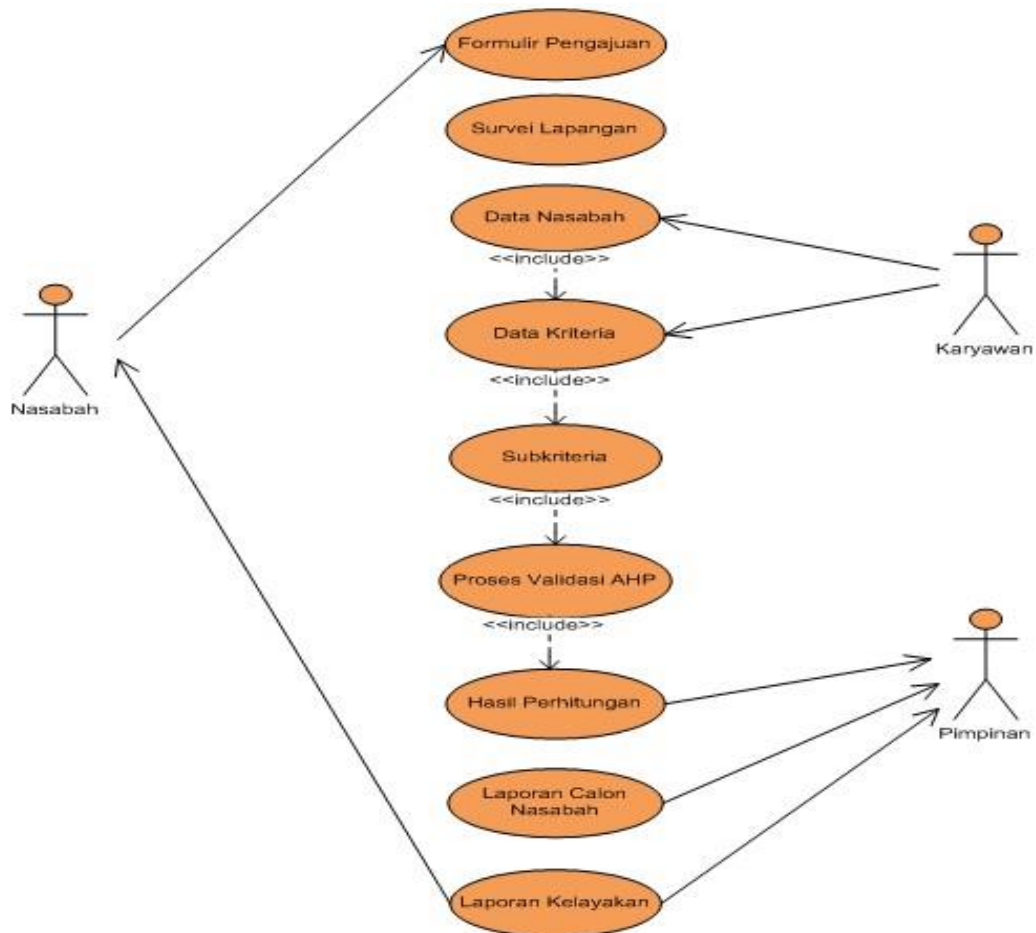 Formulir Pengajuan
Survei Lapangan
Data Nasabah
<<include>>
Data Kriteria
<<include>>
Subkriteria
<<include>>
Proses Validasi AHP
<<include>>
Hasil Perhitungan
Laporan Calon
Nasabah
Laporan Kelayakan
Nasabah
Karyawan
Pimpinan